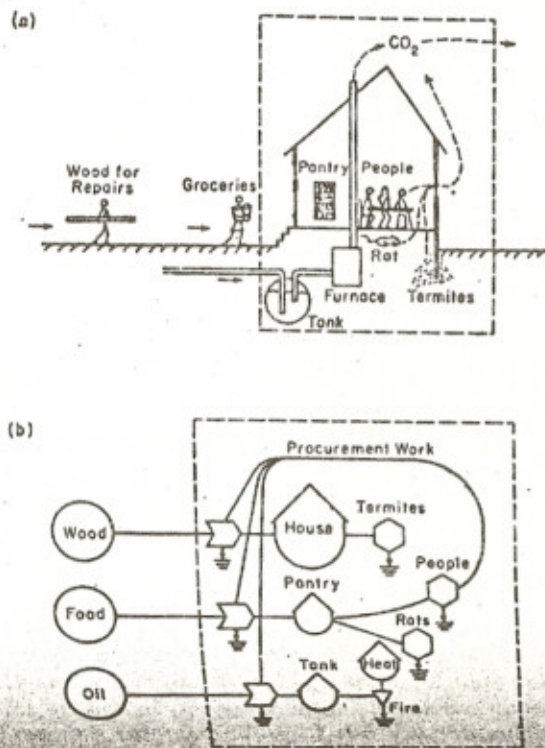 (a)
CO2
Pantry People
Wood for
Repairs
Groceries
Rat
Furnace
Termites
Tank
(b)
Procurement Work
Wood
House
Termites
Pantry
People
Food
Rats
Tank
Heat
Oil
Fire